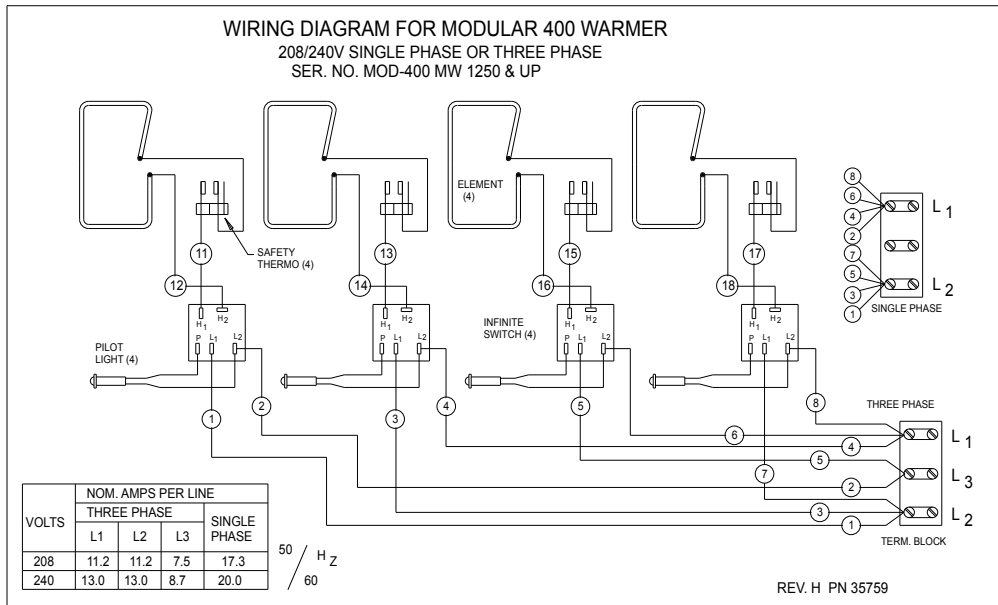 WIRING DIAGRAM FOR MODULAR 400 WARMER
208/240V SINGLE PHASE OR THREE PHASE
SER. NO. MOD-400 MW 1250 & UP
ELEMENT
(4)
SAFETY
THERMO (4)
11
12
13
14
15
16
17
18
H1 H2
P L1 L2
H1 H2
P L1 L2
H1 H2
P L1 L2
H1 H2
P L1 L2
PILOT
LIGHT (4)
INFINITE
SWITCH (4)
8
6
4
2
7
5
3
1
L1
L2
SINGLE PHASE
1
2
3
4
5
6
7
8
THREE PHASE
4
5
2
3
1
L1
L3
L2
TERM. BLOCK
VOLTS
NOM. AMPS PER LINE
THREE PHASE
SINGLE
PHASE
L1 L2 L3
208 11.2 11.2 7.5 17.3
240 13.0 13.0 8.7 20.0
50 / 60 HZ
REV. H PN 35759